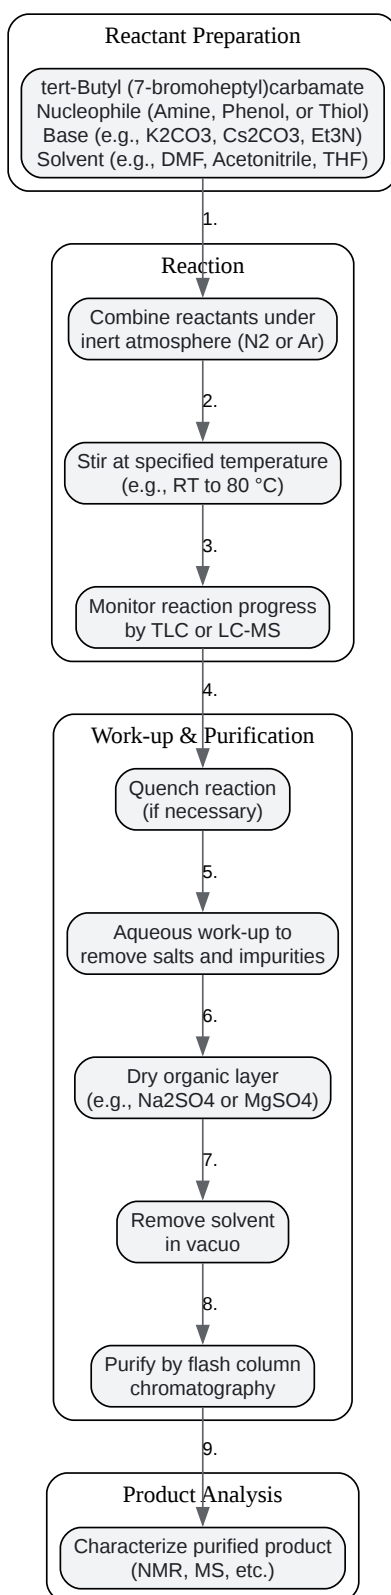 Reactant Preparation
tert-Butyl (7-bromoheptyl)carbamate
Nucleophile (Amine, Phenol, or Thiol)
Base (e.g., K2CO3, Cs2CO3, Et3N)
Solvent (e.g., DMF, Acetonitrile, THF)
1.
Reaction
Combine reactants under
inert atmosphere (N2 or Ar)
2.
Stir at specified temperature
(e.g., RT to 80 °C)
3.
Monitor reaction progress
by TLC or LC-MS
4.
Work-up & Purification
Quench reaction
(if necessary)
5.
Aqueous work-up to
remove salts and impurities
6.
Dry organic layer
(e.g., Na2SO4 or MgSO4)
7.
Remove solvent
in vacuo
8.
Purify by flash column
chromatography
9.
Product Analysis
Characterize purified product
(NMR, MS, etc.)